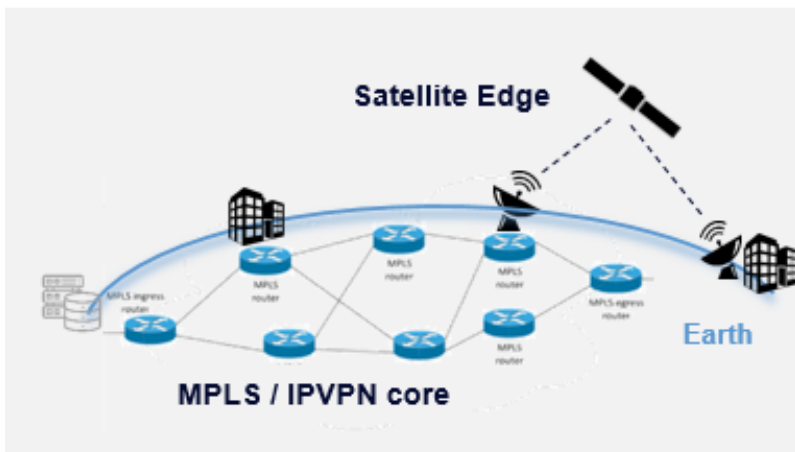 Satellite Edge
MPLS
router
MPLS
router
MPLS
router
MPLS ingress
router
MPLS-egress
router
MPLS
router
Earth
MPLS / IPVPN core